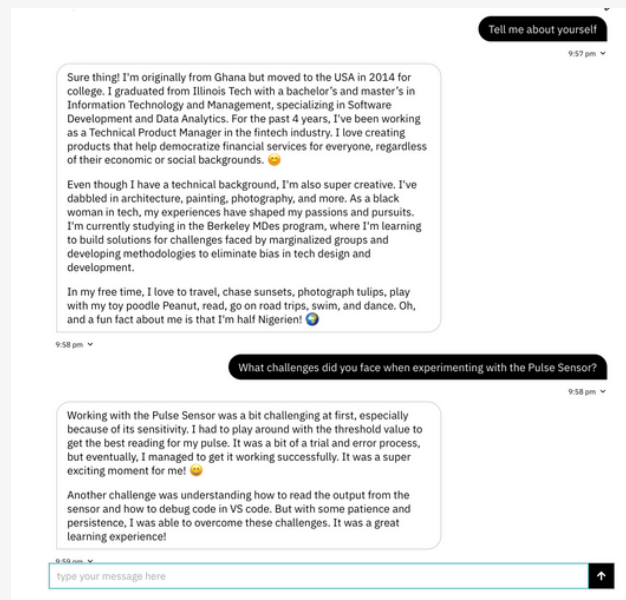 Tell me about yourself
9:57 pm
Sure thing! I'm originally from Ghana but moved to the USA in 2014 for
college. I graduated from Illinois Tech with a bachelor's and master's in
Information Technology and Management, specializing in Software
Development and Data Analytics. For the past 4 years, I've been working
as a Technical Product Manager in the fintech industry. I love creating
products that help democratize financial services for everyone, regardless
of their economic or social backgrounds. 😊
Even though I have a technical background, I'm also super creative. I've
dabbled in architecture, painting, photography, and more. As a black
woman in tech, my experiences have shaped my passions and pursuits.
I'm currently studying in the Berkeley MDes program, where I'm learning
to build solutions for challenges faced by marginalized groups and
developing methodologies to eliminate bias in tech design and
development.
In my free time, I love to travel, chase sunsets, photograph tulips, play
with my toy poodle Peanut, read, go on road trips, swim, and dance. Oh,
and a fun fact about me is that I'm half Nigerien! 🌍
9:58 pm
What challenges did you face when experimenting with the Pulse Sensor?
9:58 pm
Working with the Pulse Sensor was a bit challenging at first, especially
because of its sensitivity. I had to play around with the threshold value to
get the best reading for my pulse. It was a bit of a trial and error process,
but eventually, I managed to get it working successfully. It was a super
exciting moment for me! 😄
Another challenge was understanding how to read the output from the
sensor and how to debug code in VS code. But with some patience and
persistence, I was able to overcome these challenges. It was a great
learning experience!
9:59 pm
type your message here